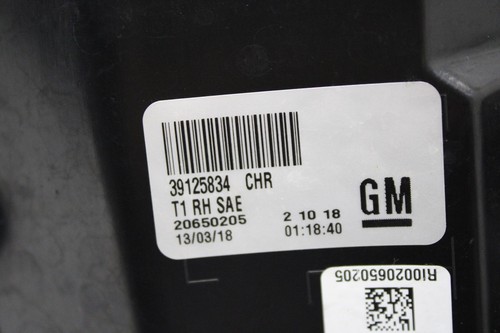 39125834 CHR
T1 RH SAE
20650205 2 10 18
13/03/18 01:18:40
GM
RI0020650205